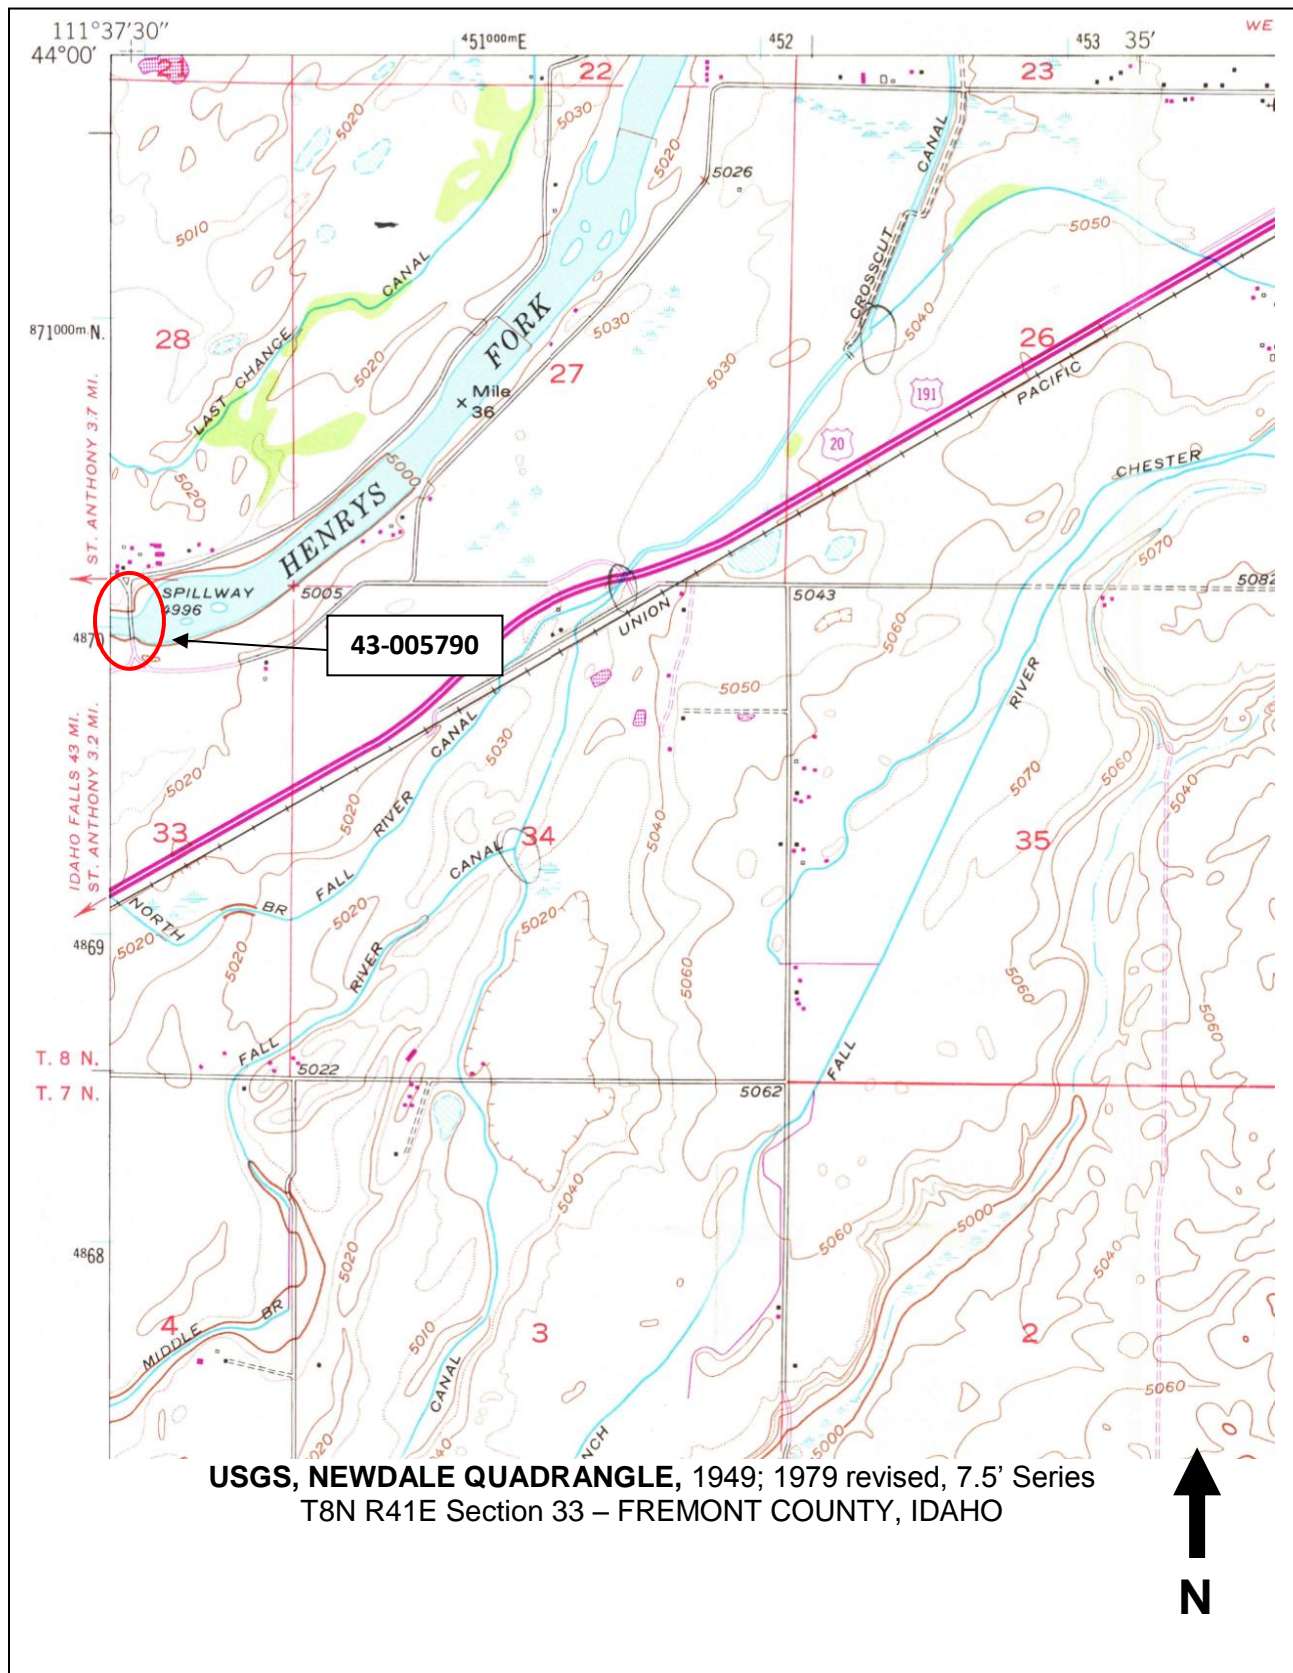 111°37'30"
44°00'
451000mE
452
453
35'
WE
21
22
23
5020
5030
5020
5026
5010
CANAL
CANAL
5050
CROSSCUT
871000m.N.
28
LAST CHANCE
5020
FORK
27
5030
5030
5040
26
Mile
36
191
20
PACIFIC
ST. ANTHONY 3.7 MI.
5020
5000
HENRYS
CHESTER
5070
SPILLWAY
4996
5005
UNION
5043
5082
4870
43-005790
5060
RIVER
5050
IDAHO FALLS 43 MI.
ST. ANTHONY 3.2 MI.
CANAL
5030
5020
5020
RIVER
5040
5070
5060
5040
33
34
35
CANAL
FALL
NORTH
BR
5020
5020
5020
5020
4869
RIVER
5060
5060
5060
T. 8 N.
FALL
5022
FALL
T. 7 N.
5062
5040
5020
5060
5000
5040
4868
4
MIDDLE
BR
3
2
5010
CANAL
5060
5020
5040
NCH
5000
USGS, NEWDALE QUADRANGLE, 1949; 1979 revised, 7.5' Series
T8N R41E Section 33 – FREMONT COUNTY, IDAHO
N